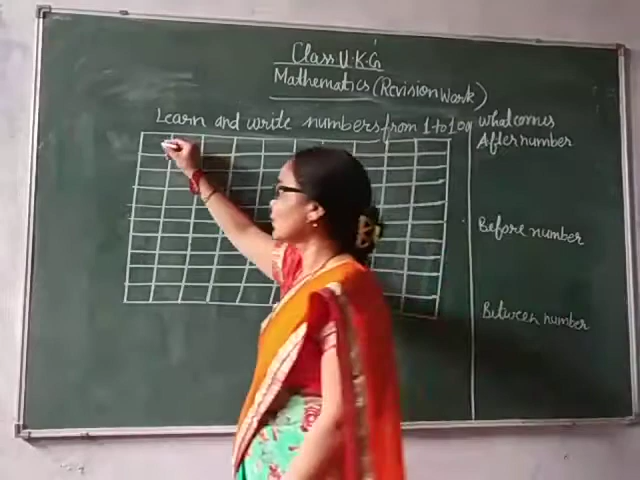 Class U.K.G
Mathematics (Revision Work)
Learn and write numbers from 1 to 100
what comes
After number
Before number
Between number